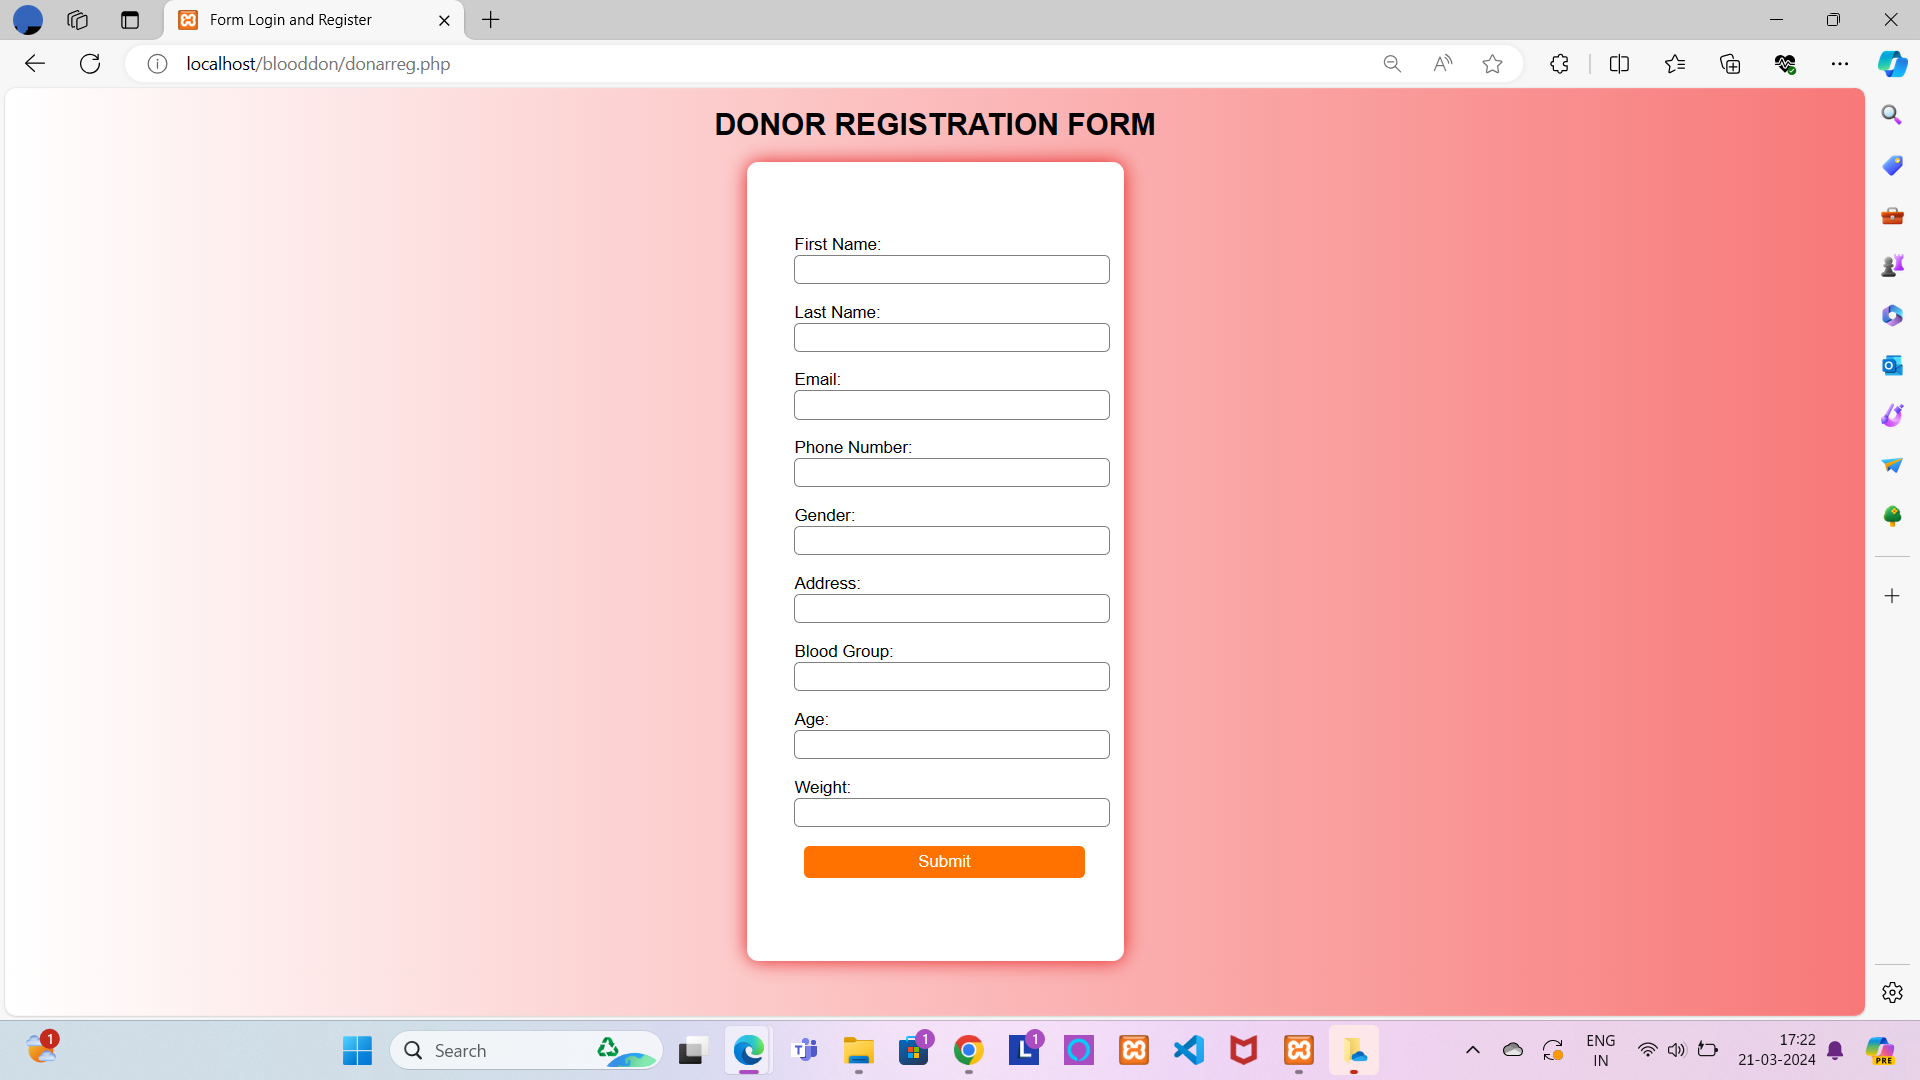 Form Login and Register
localhost/blooddon/donarreg.php
DONOR REGISTRATION FORM
First Name:
Last Name:
Email:
Phone Number:
Gender:
Address:
Blood Group:
Age:
Weight:
Submit
1
Search
1
1
ENG
IN
17:22
21-03-2024
PRE